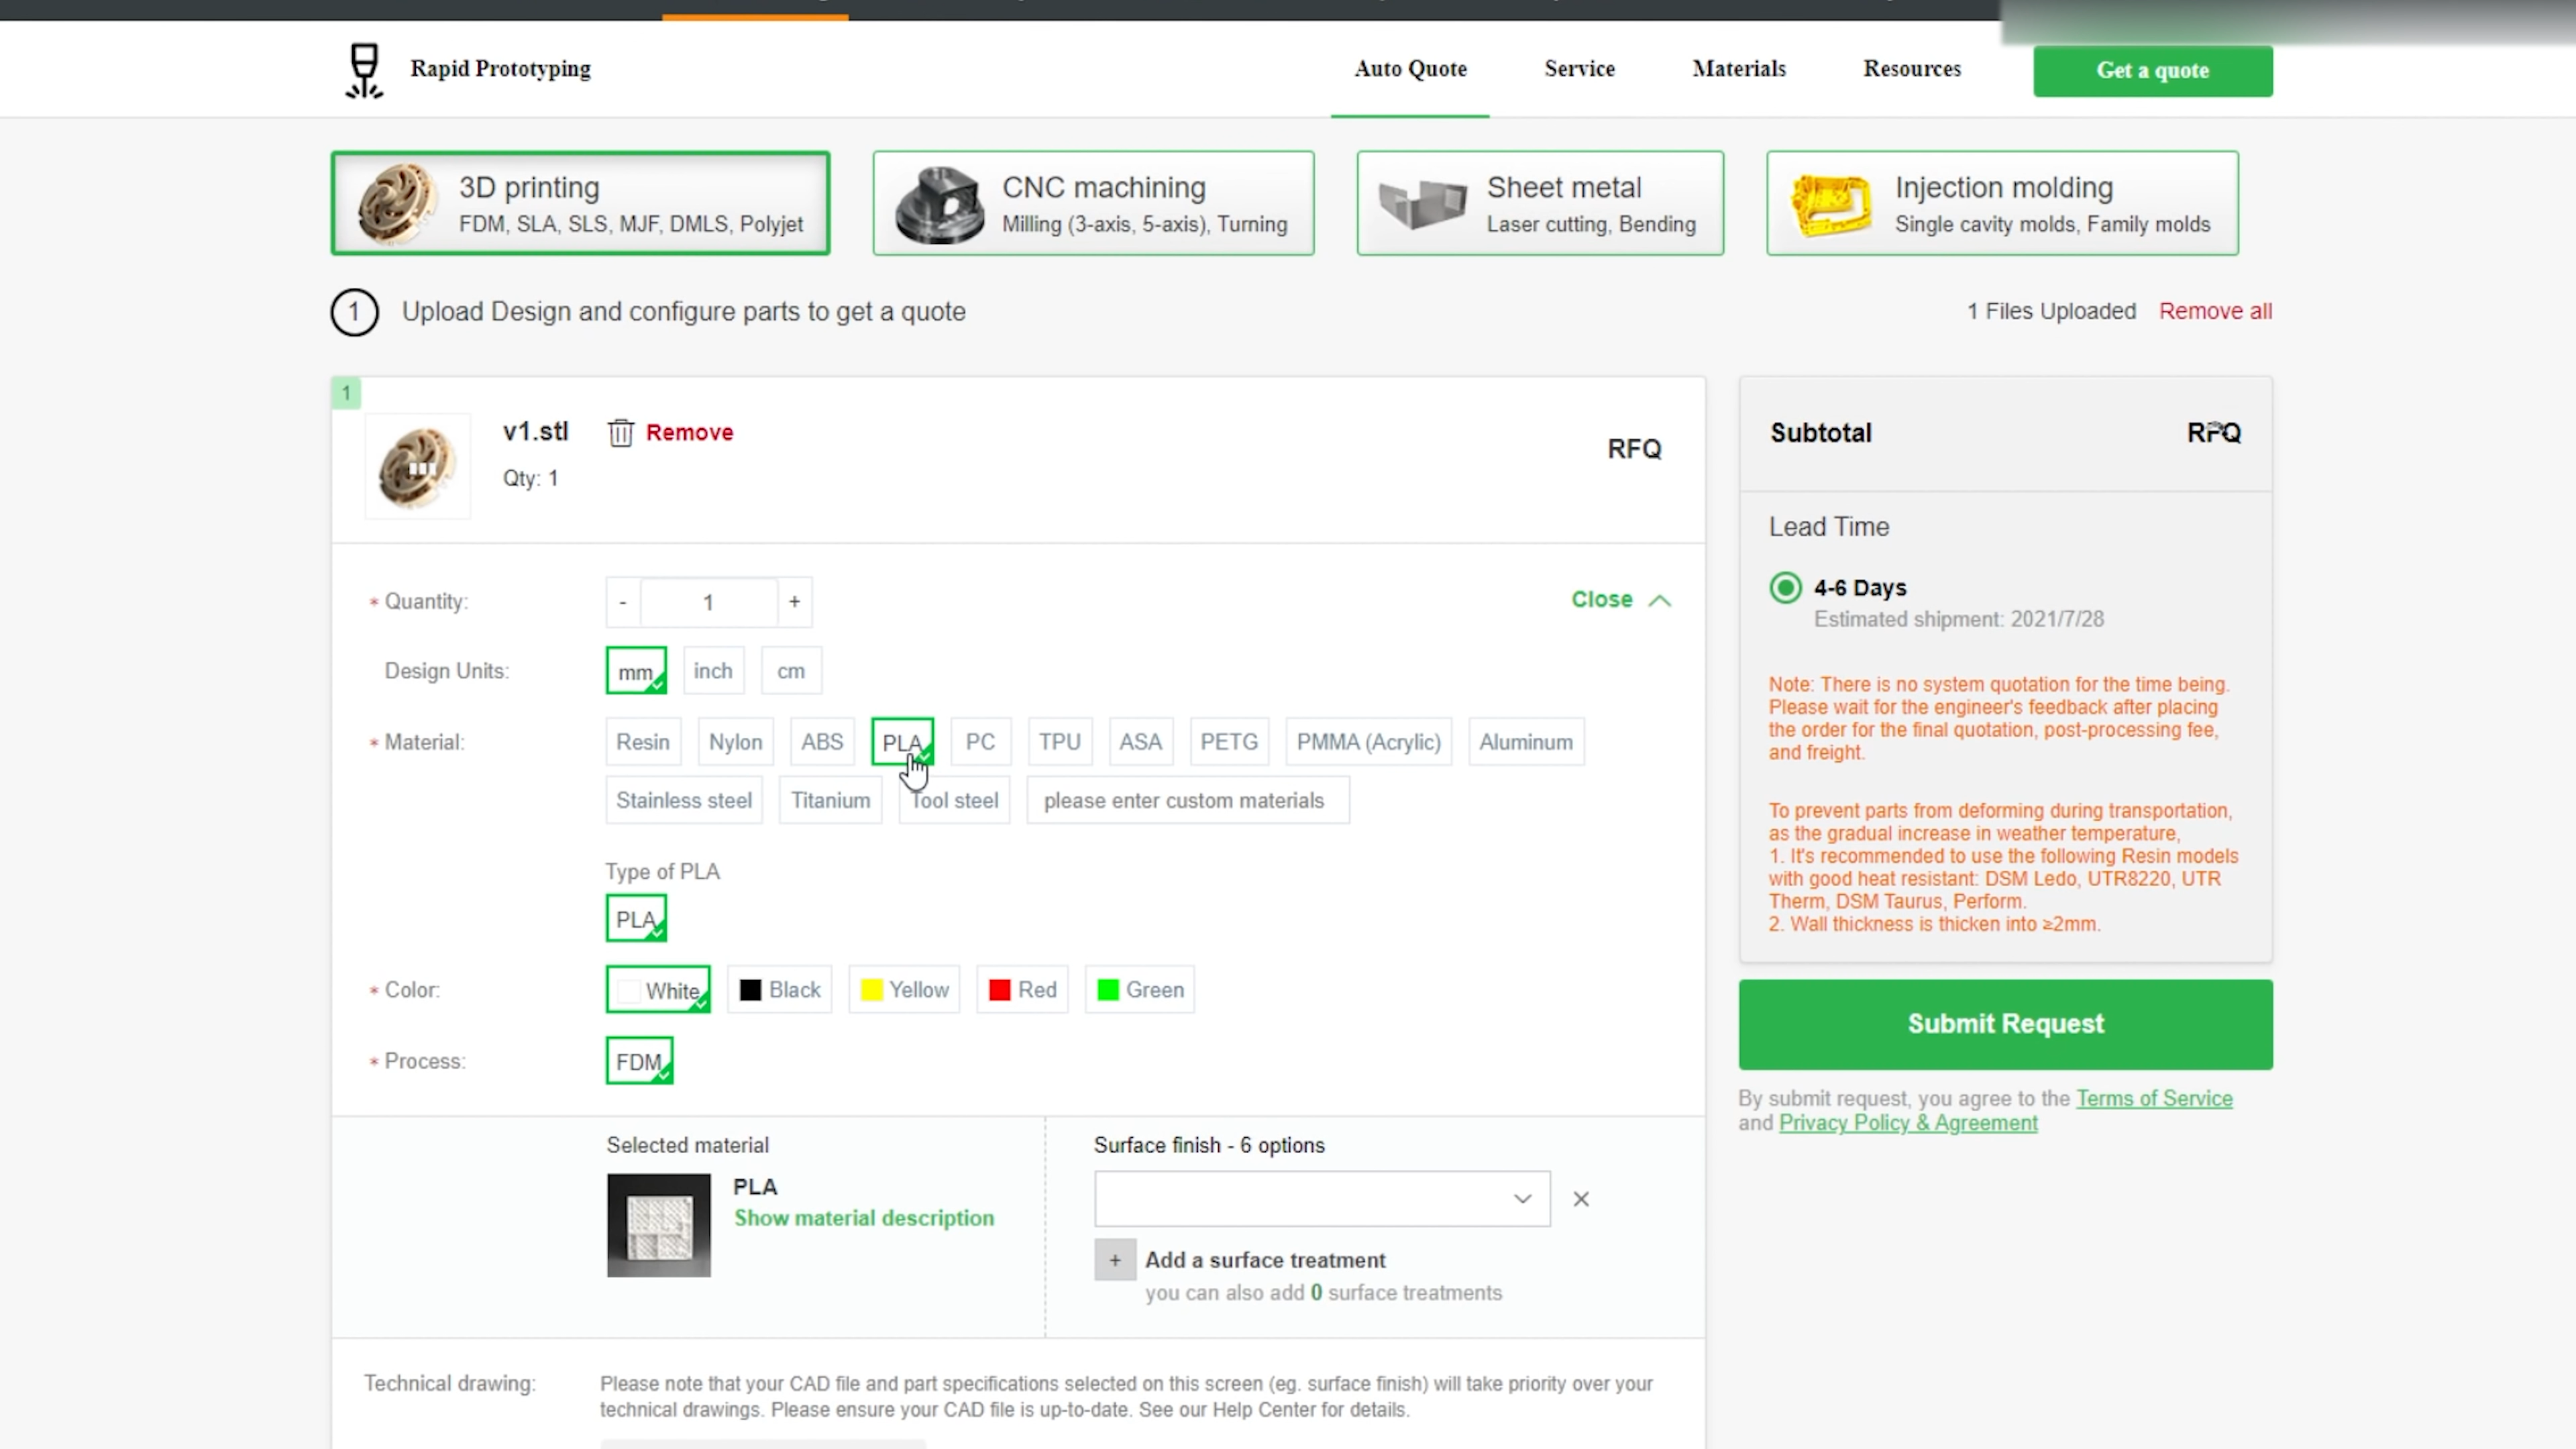 Rapid Prototyping
Auto Quote
Service
Materials
Resources
Get a quote
3D printing
FDM, SLA, SLS, MJF, DMLS, Polyjet
CNC machining
Milling (3-axis, 5-axis), Turning
Sheet metal
Laser cutting, Bending
Injection molding
Single cavity molds, Family molds
1 Upload Design and configure parts to get a quote
1 Files Uploaded Remove all
1
v1.stl Remove
Qty: 1
RFQ
* Quantity: - 1 +
Close
Design Units: mm inch cm
* Material: Resin Nylon ABS PLA PC TPU ASA PETG PMMA (Acrylic) Aluminum
Stainless steel Titanium Tool steel please enter custom materials
Type of PLA
PLA
* Color: White Black Yellow Red Green
* Process: FDM
Selected material
PLA
Show material description
Surface finish - 6 options
+ Add a surface treatment
you can also add 0 surface treatments
Technical drawing: Please note that your CAD file and part specifications selected on this screen (eg. surface finish) will take priority over your
technical drawings. Please ensure your CAD file is up-to-date. See our Help Center for details.
Subtotal RFQ
Lead Time
4-6 Days
Estimated shipment: 2021/7/28
Note: There is no system quotation for the time being.
Please wait for the engineer's feedback after placing
the order for the final quotation, post-processing fee,
and freight.
To prevent parts from deforming during transportation,
as the gradual increase in weather temperature,
1. It's recommended to use the following Resin models
with good heat resistant: DSM Ledo, UTR8220, UTR
Therm, DSM Taurus, Perform.
2. Wall thickness is thicken into ≥2mm.
Submit Request
By submit request, you agree to the Terms of Service
and Privacy Policy & Agreement